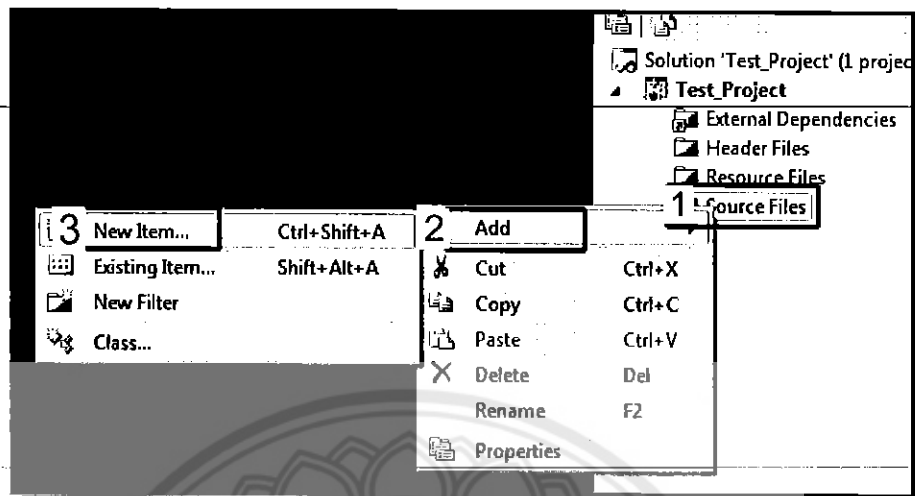 Solution 'Test_Project' (1 projec
Test_Project
External Dependencies
Header Files
Resource Files
1 Source Files
3 New Item... Ctrl+Shift+A
Existing Item... Shift+Alt+A
New Filter
Class...
2 Add
Cut Ctrl+X
Copy Ctrl+C
Paste Ctrl+V
Delete Del
Rename F2
Properties